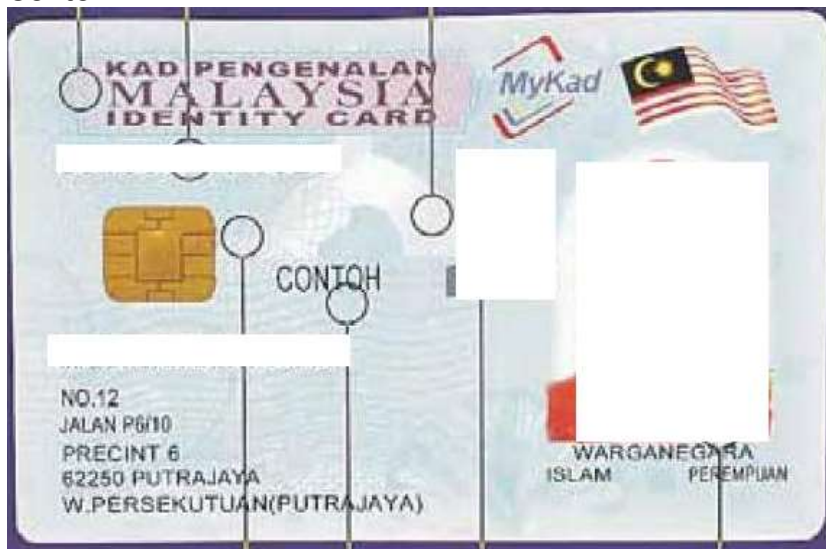 KAD PENGENALAN
MALAYSIA
IDENTITY CARD
MyKad
CONTOH
NO.12
JALAN P6/10
PRECINT 6
62250 PUTRAJAYA
W.PERSEKUTUAN(PUTRAJAYA)
WARGANEGARA
ISLAM PEREMPUAN